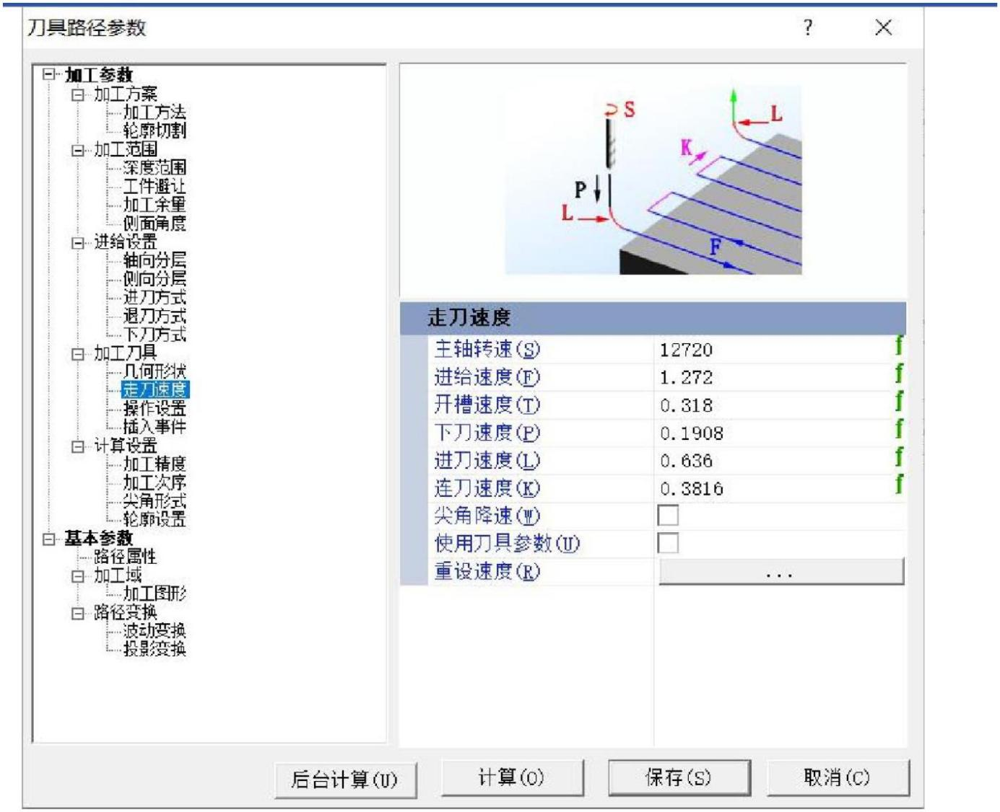 刀具路径参数
? ×
加工参数
加工方案
加工方法
轮廓切割
加工范围
深度范围
工件避让
加工余量
侧面角度
进给设置
轴向分层
侧向分层
进刀方式
退刀方式
下刀方式
加工刀具
几何形状
走刀速度
操作设置
插入事件
计算设置
加工精度
加工次序
尖角形式
轮廓设置
基本参数
路径属性
加工域
加工图形
路径变换
波动变换
投影变换
S
L
K
P
L
F
走刀速度
主轴转速(S) 12720 f
进给速度(F) 1.272 f
开槽速度(T) 0.318 f
下刀速度(P) 0.1908 f
进刀速度(L) 0.636 f
连刀速度(K) 0.3816 f
尖角降速(W)
使用刀具参数(U)
重设速度(R) ...
后台计算(U) 计算(O) 保存(S) 取消(C)